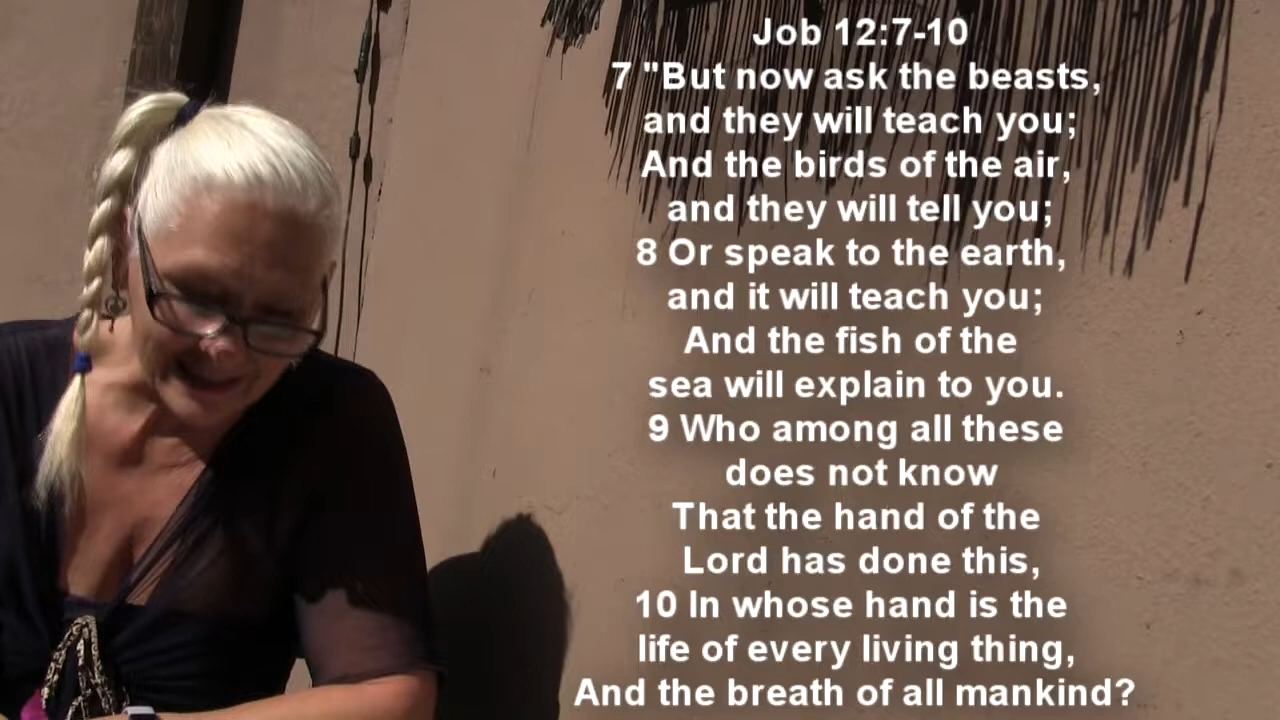 Job 12:7-10
7 "But now ask the beasts,
and they will teach you;
And the birds of the air,
and they will tell you;
8 Or speak to the earth,
and it will teach you;
And the fish of the
sea will explain to you.
9 Who among all these
does not know
That the hand of the
Lord has done this,
10 In whose hand is the
life of every living thing,
And the breath of all mankind?